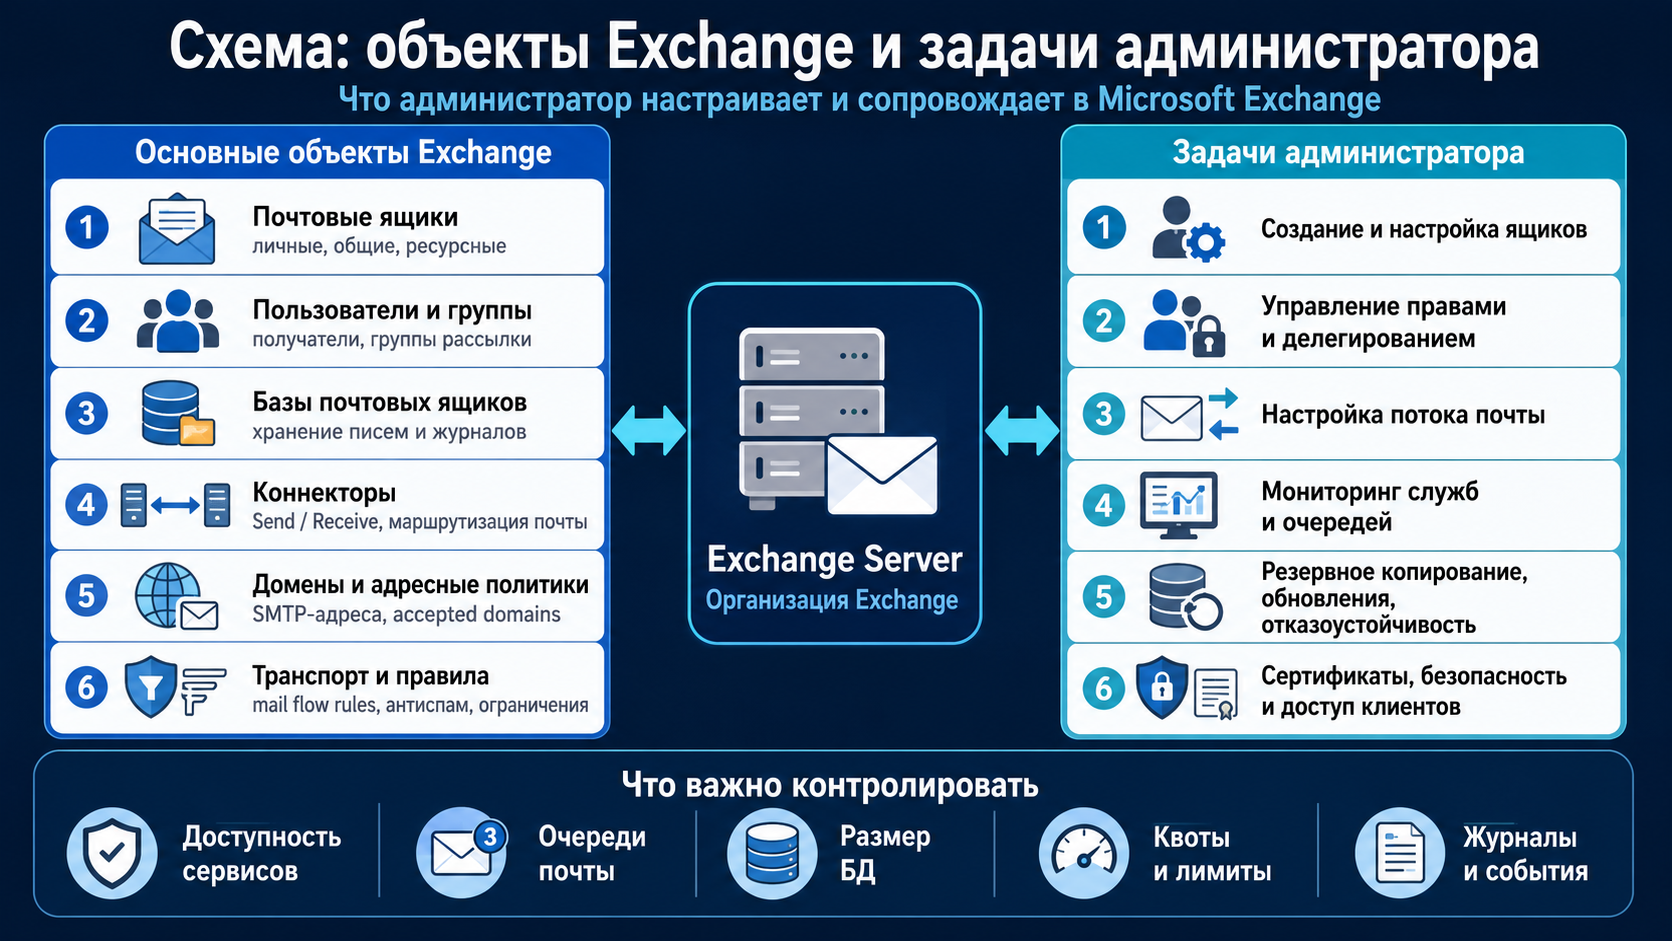 Схема: объекты Exchange и задачи администратора
Что администратор настраивает и сопровождает в Microsoft Exchange
Основные объекты Exchange
1
Почтовые ящики
личные, общие, ресурсные
2
Пользователи и группы
получатели, группы рассылки
3
Базы почтовых ящиков
хранение писем и журналов
4
Коннекторы
Send / Receive, маршрутизация почты
5
Домены и адресные политики
SMTP-адреса, accepted domains
6
Транспорт и правила
mail flow rules, антиспам, ограничения
Exchange Server
Организация Exchange
Задачи администратора
1
Создание и настройка ящиков
2
Управление правами
и делегированием
3
Настройка потока почты
4
Мониторинг служб
и очередей
5
Резервное копирование,
обновления,
отказоустойчивость
6
Сертификаты, безопасность
и доступ клиентов
Что важно контролировать
Доступность
сервисов
3
Очереди
почты
Размер
БД
Квоты
и лимиты
Журналы
и события